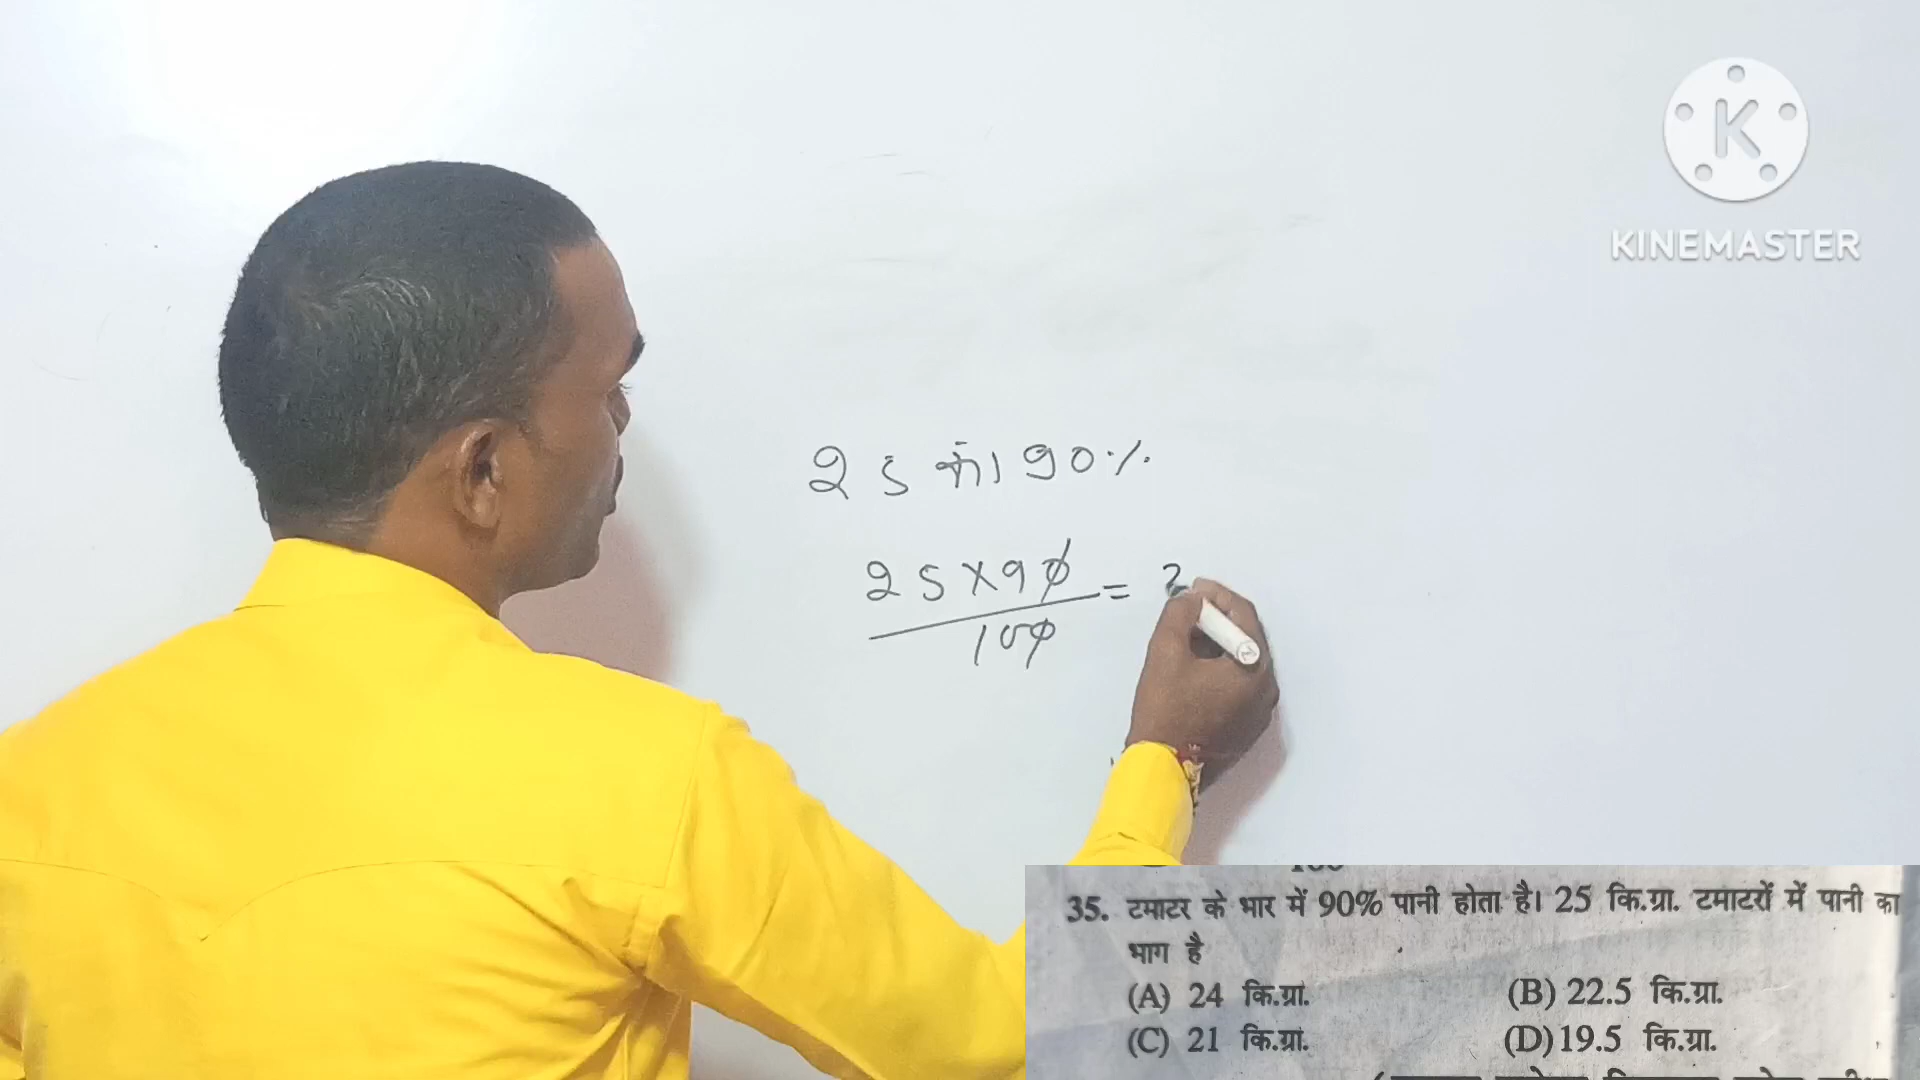 K
KINEMASTER
25 का 90%
25 X 90
100
=
35. टमाटर के भार में 90% पानी होता है। 25 कि.ग्रा. टमाटरों में पानी का
भाग है
(A) 24 कि.ग्रा.
(B) 22.5 कि.ग्रा.
(C) 21 कि.ग्रा.
(D) 19.5 कि.ग्रा.